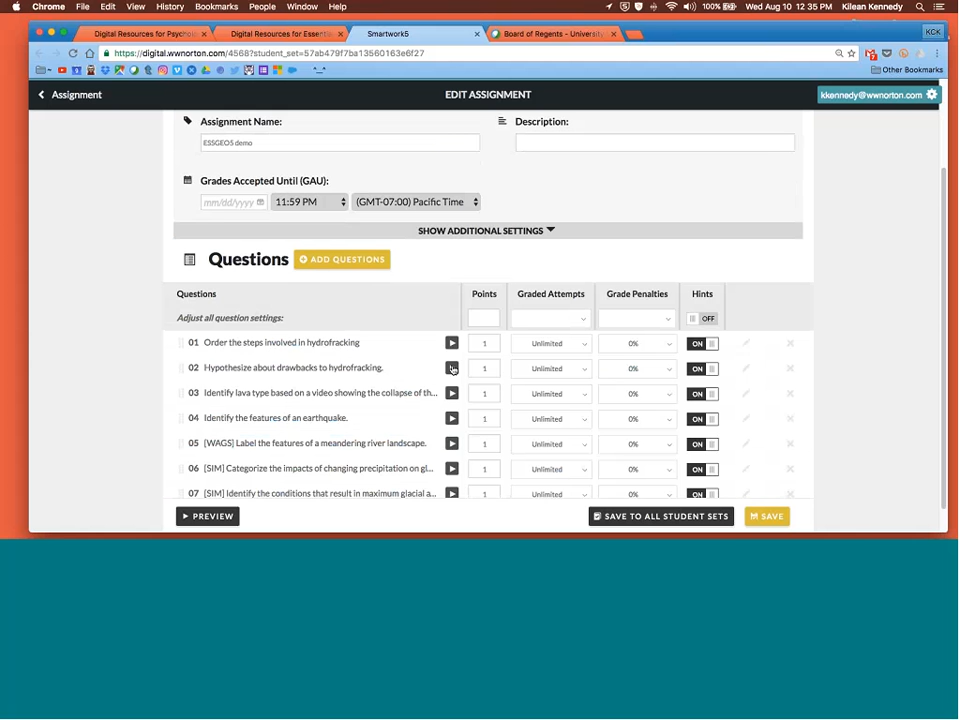 Chrome File Edit View History Bookmarks People Window Help 100% Wed Aug 10 12:35 PM Kilean Kennedy
Digital Resources for Psychol Digital Resources for Essentia Smartwork5 Board of Regents - University KCK
https://digital.wwnorton.com/4568?student_set=57ab479f7ba13560163d6f27
Other Bookmarks
Assignment EDIT ASSIGNMENT kkennedy@wwnorton.com
Assignment Name: Description:
ESSGEO5 demo
Grades Accepted Until (GAU):
mm/dd/yyyy 11:59 PM (GMT-07:00) Pacific Time
SHOW ADDITIONAL SETTINGS
Questions ADD QUESTIONS
Questions Points Graded Attempts Grade Penalties Hints
Adjust all question settings: OFF
01 Order the steps involved in hydrofracking 1 Unlimited 0% ON
02 Hypothesize about drawbacks to hydrofracking. 1 Unlimited 0% ON
03 Identify lava type based on a video showing the collapse of th... 1 Unlimited 0% ON
04 Identify the features of an earthquake. 1 Unlimited 0% ON
05 [WAGS] Label the features of a meandering river landscape. 1 Unlimited 0% ON
06 [SIM] Categorize the impacts of changing precipitation on gl... 1 Unlimited 0% ON
07 [SIM] Identify the conditions that result in maximum glacial a... 1 Unlimited 0% ON
PREVIEW SAVE TO ALL STUDENT SETS SAVE